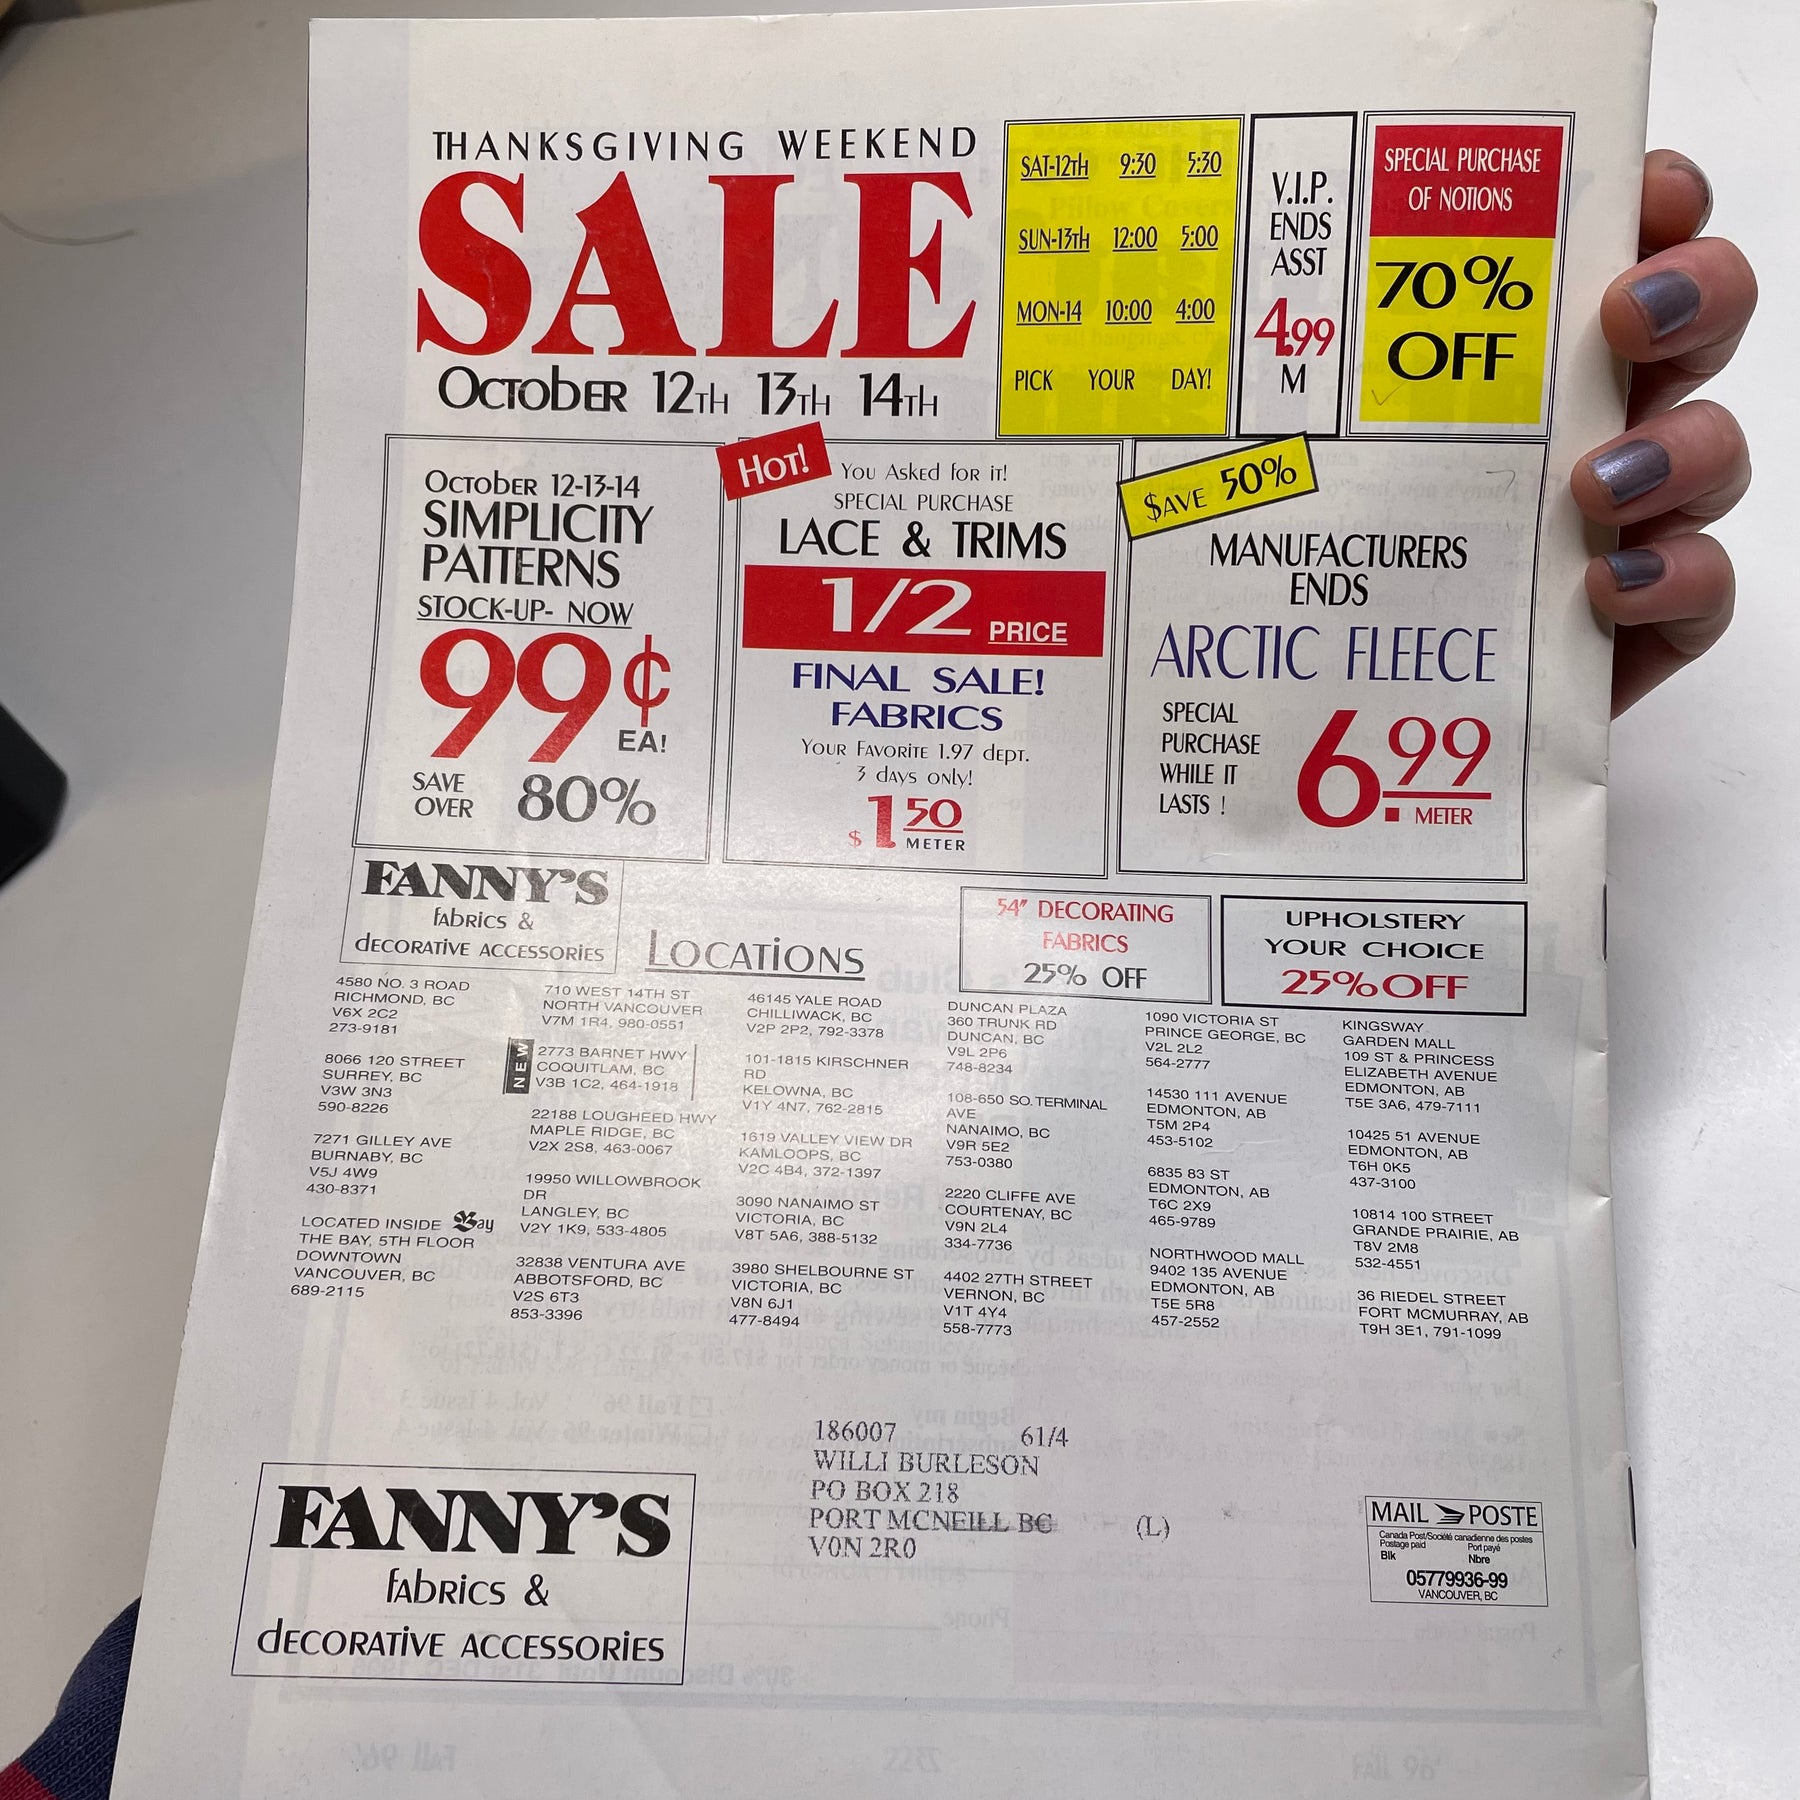 THANKSGIVING WEEKEND
SALE
OCTOBER 12TH 13TH 14TH
SAT-12TH 9:30 5:30
SUN-13TH 12:00 5:00
MON-14 10:00 4:00
PICK YOUR DAY!
V.I.P.
ENDS
ASST
4.99
M
SPECIAL PURCHASE
OF NOTIONS
70%
OFF
OCTOBER 12-13-14
SIMPLICITY
PATTERNS
STOCK-UP- NOW
99¢
EA!
SAVE
OVER 80%
HOT!
YOU ASKED FOR IT!
SPECIAL PURCHASE
LACE & TRIMS
1/2 PRICE
FINAL SALE!
FABRICS
YOUR FAVORITE 1.97 DEPT.
3 DAYS ONLY!
$1.50
METER
$AVE 50%
MANUFACTURERS
ENDS
ARCTIC FLEECE
SPECIAL
PURCHASE
WHILE IT
LASTS !
6.99
METER
FANNY'S
FABRICS &
DECORATIVE ACCESSORIES
LOCATIONS
54" DECORATING
FABRICS
25% OFF
UPHOLSTERY
YOUR CHOICE
25% OFF
4580 NO. 3 ROAD
RICHMOND, BC
V6X 2C2
273-9181
8066 120 STREET
SURREY, BC
V3W 3N3
590-8226
7271 GILLEY AVE
BURNABY, BC
V5J 4W9
430-8371
LOCATED INSIDE Bay
THE BAY, 5TH FLOOR
DOWNTOWN
VANCOUVER, BC
689-2115
710 WEST 14TH ST
NORTH VANCOUVER
V7M 1R4, 980-0551
NEW
2773 BARNET HWY
COQUITLAM, BC
V3B 1C2, 464-1918
22188 LOUGHEED HWY
MAPLE RIDGE, BC
V2X 2S8, 463-0067
19950 WILLOWBROOK
DR
LANGLEY, BC
V2Y 1K9, 533-4805
32838 VENTURA AVE
ABBOTSFORD, BC
V2S 6T3
853-3396
46145 YALE ROAD
CHILLIWACK, BC
V2P 2P2, 792-3378
101-1815 KIRSCHNER
RD
KELOWNA, BC
V1Y 4N7, 762-2815
1619 VALLEY VIEW DR
KAMLOOPS, BC
V2C 4B4, 372-1397
3090 NANAIMO ST
VICTORIA, BC
V8T 5A6, 388-5132
3980 SHELBOURNE ST
VICTORIA, BC
V8N 6J1
477-8494
DUNCAN PLAZA
360 TRUNK RD
DUNCAN, BC
V9L 2P6
748-8234
108-650 SO. TERMINAL
AVE
NANAIMO, BC
V9R 5E2
753-0380
2220 CLIFFE AVE
COURTENAY, BC
V9N 2L4
334-7736
4402 27TH STREET
VERNON, BC
V1T 4Y4
558-7773
1090 VICTORIA ST
PRINCE GEORGE, BC
V2L 2L2
564-2777
14530 111 AVENUE
EDMONTON, AB
T5M 2P4
453-5102
6835 83 ST
EDMONTON, AB
T6C 2X9
465-9789
NORTHWOOD MALL
9402 135 AVENUE
EDMONTON, AB
T5E 5R8
457-2552
KINGSWAY
GARDEN MALL
109 ST & PRINCESS
ELIZABETH AVENUE
EDMONTON, AB
T5E 3A6, 479-7111
10425 51 AVENUE
EDMONTON, AB
T6H 0K5
437-3100
10814 100 STREET
GRANDE PRAIRIE, AB
T8V 2M8
532-4551
36 RIEDEL STREET
FORT MCMURRAY, AB
T9H 3E1, 791-1099
186007 61/4
WILLI BURLESON
PO BOX 218
PORT MCNEILL BC (L)
V0N 2R0
FANNY'S
FABRICS &
DECORATIVE ACCESSORIES
MAIL POSTE
Canada Post/Société canadienne des postes
Postage paid Port payé
Blk Nbre
05779936-99
VANCOUVER, BC